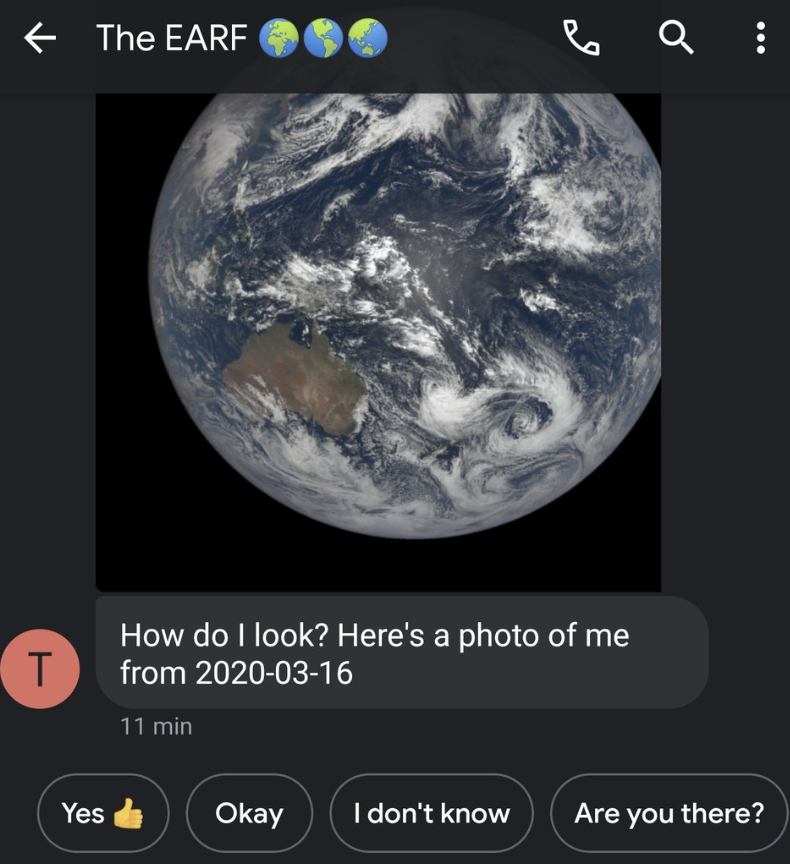 The EARF 🌍🌎🌏
How do I look? Here's a photo of me
from 2020-03-16
T
11 min
Yes 👍
Okay
I don't know
Are you there?